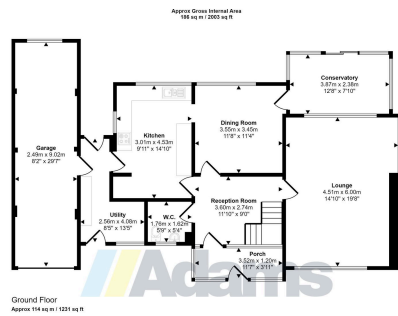 Approx Gross Internal Area
186 sq m / 2003 sq ft
Conservatory
3.87m x 2.38m
12'8" x 7'10"
Dining Room
3.55m x 3.45m
11'8" x 11'4"
Kitchen
3.01m x 4.53m
9'11" x 14'10"
Garage
2.49m x 9.02m
8'2" x 29'7"
Lounge
4.51m x 6.00m
14'10" x 19'8"
Reception Room
3.60m x 2.74m
11'10" x 9'0"
Utility
2.56m x 4.08m
8'5" x 13'5"
W.C.
1.76m x 1.62m
5'9" x 5'4"
Porch
3.52m x 1.20m
11'7" x 3'11"
Adams
Ground Floor
Approx 114 sq m / 1231 sq ft